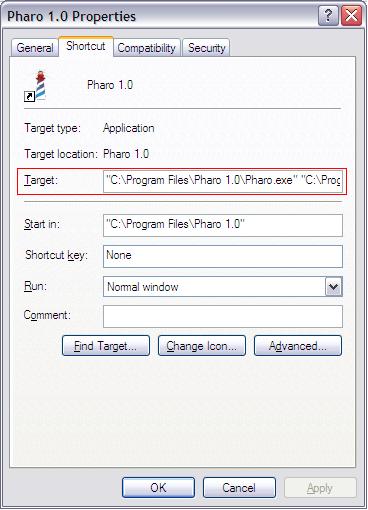 Pharo 1.0 Properties
General Shortcut Compatibility Security
Pharo 1.0
Target type: Application
Target location: Pharo 1.0
Target: "C:\Program Files\Pharo 1.0\Pharo.exe" "C:\Prog
Start in: "C:\Program Files\Pharo 1.0"
Shortcut key: None
Run: Normal window
Comment:
Find Target... Change Icon... Advanced...
OK Cancel Apply